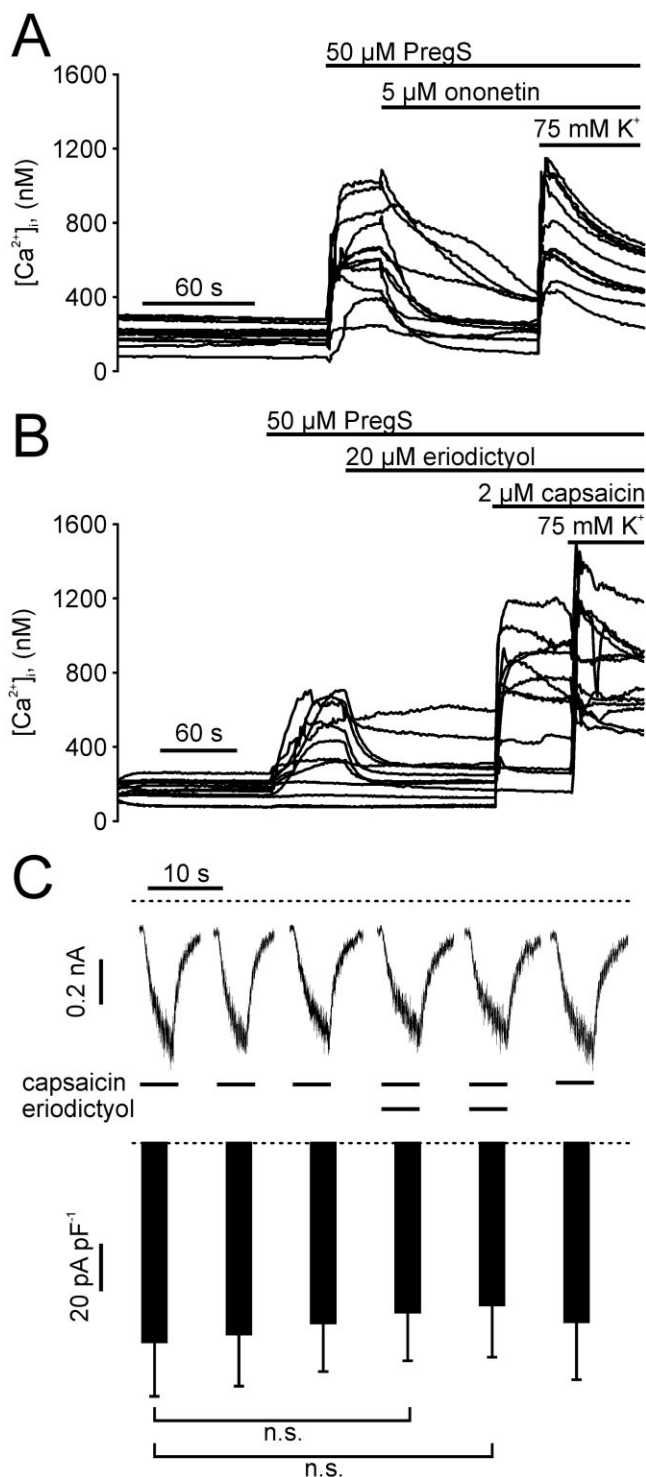 A
50 µM PregS
5 µM ononetin
75 mM K⁺
1600
1200
800
400
0
[Ca²⁺]ᵢ, (nM)
60 s
B
50 µM PregS
20 µM eriodictyol
2 µM capsaicin
75 mM K⁺
1600
1200
800
400
0
[Ca²⁺]ᵢ, (nM)
60 s
C
10 s
0.2 nA
capsaicin
eriodictyol
20 pA pF⁻¹
n.s.
n.s.